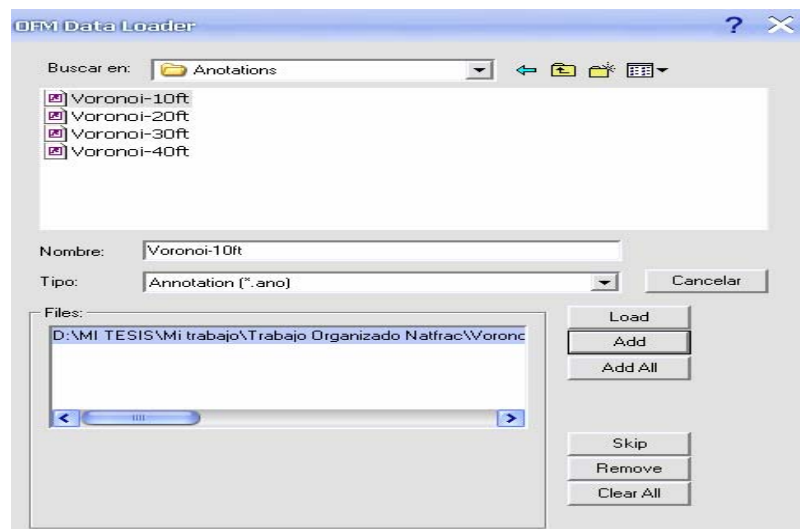 OFM Data Loader
Buscar en: Anotations
Voronoi-10ft
Voronoi-20ft
Voronoi-30ft
Voronoi-40ft
Nombre: Voronoi-10ft
Tipo: Annotation (*.ano) Cancelar
Files: Load
D:\MI TESIS\Mi trabajo\Trabajo Organizado Natfrac\Vorono Add
Add All
Skip
Remove
Clear All